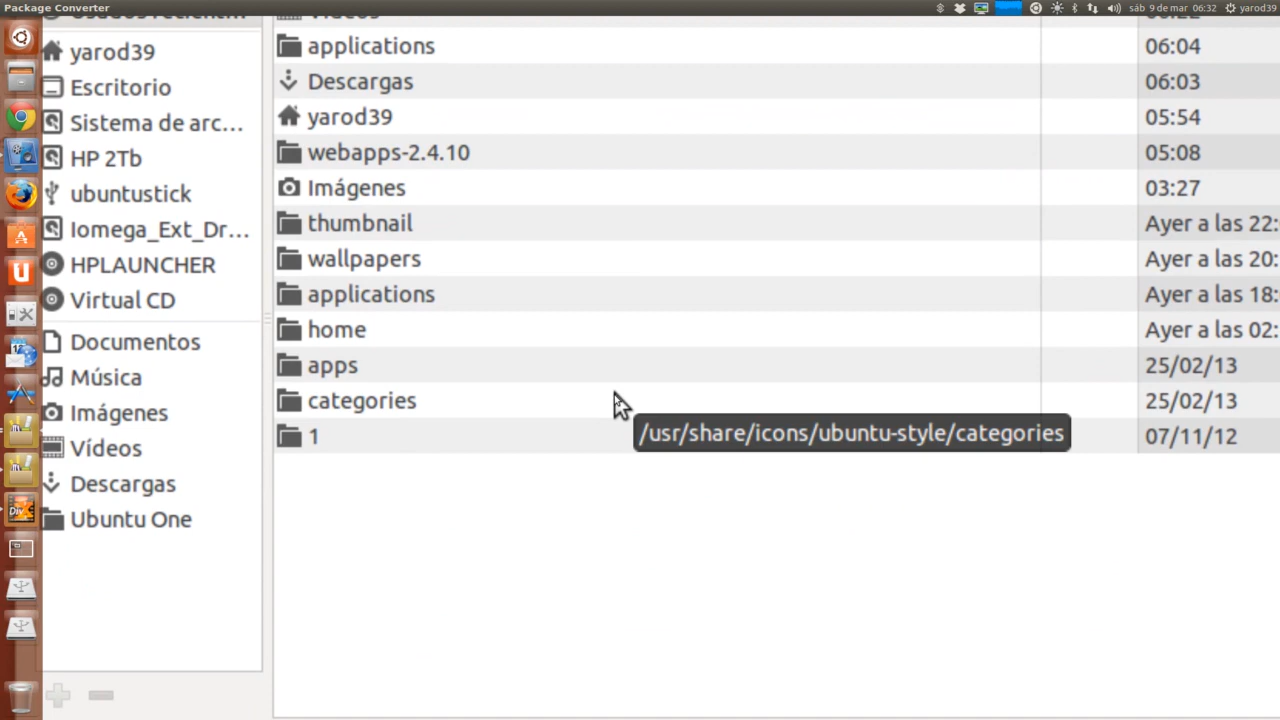 Package Converter
sáb 9 de mar 06:32
yarod39
yarod39
Escritorio
Sistema de arc...
HP 2Tb
ubuntustick
Iomega_Ext_Dr...
HPLAUNCHER
Virtual CD
Documentos
Música
Imágenes
Vídeos
Descargas
Ubuntu One
applications 06:04
Descargas 06:03
yarod39 05:54
webapps-2.4.10 05:08
Imágenes 03:27
thumbnail Ayer a las 22:
wallpapers Ayer a las 20:
applications Ayer a las 18:
home Ayer a las 02:
apps 25/02/13
categories 25/02/13
/usr/share/icons/ubuntu-style/categories
1 07/11/12